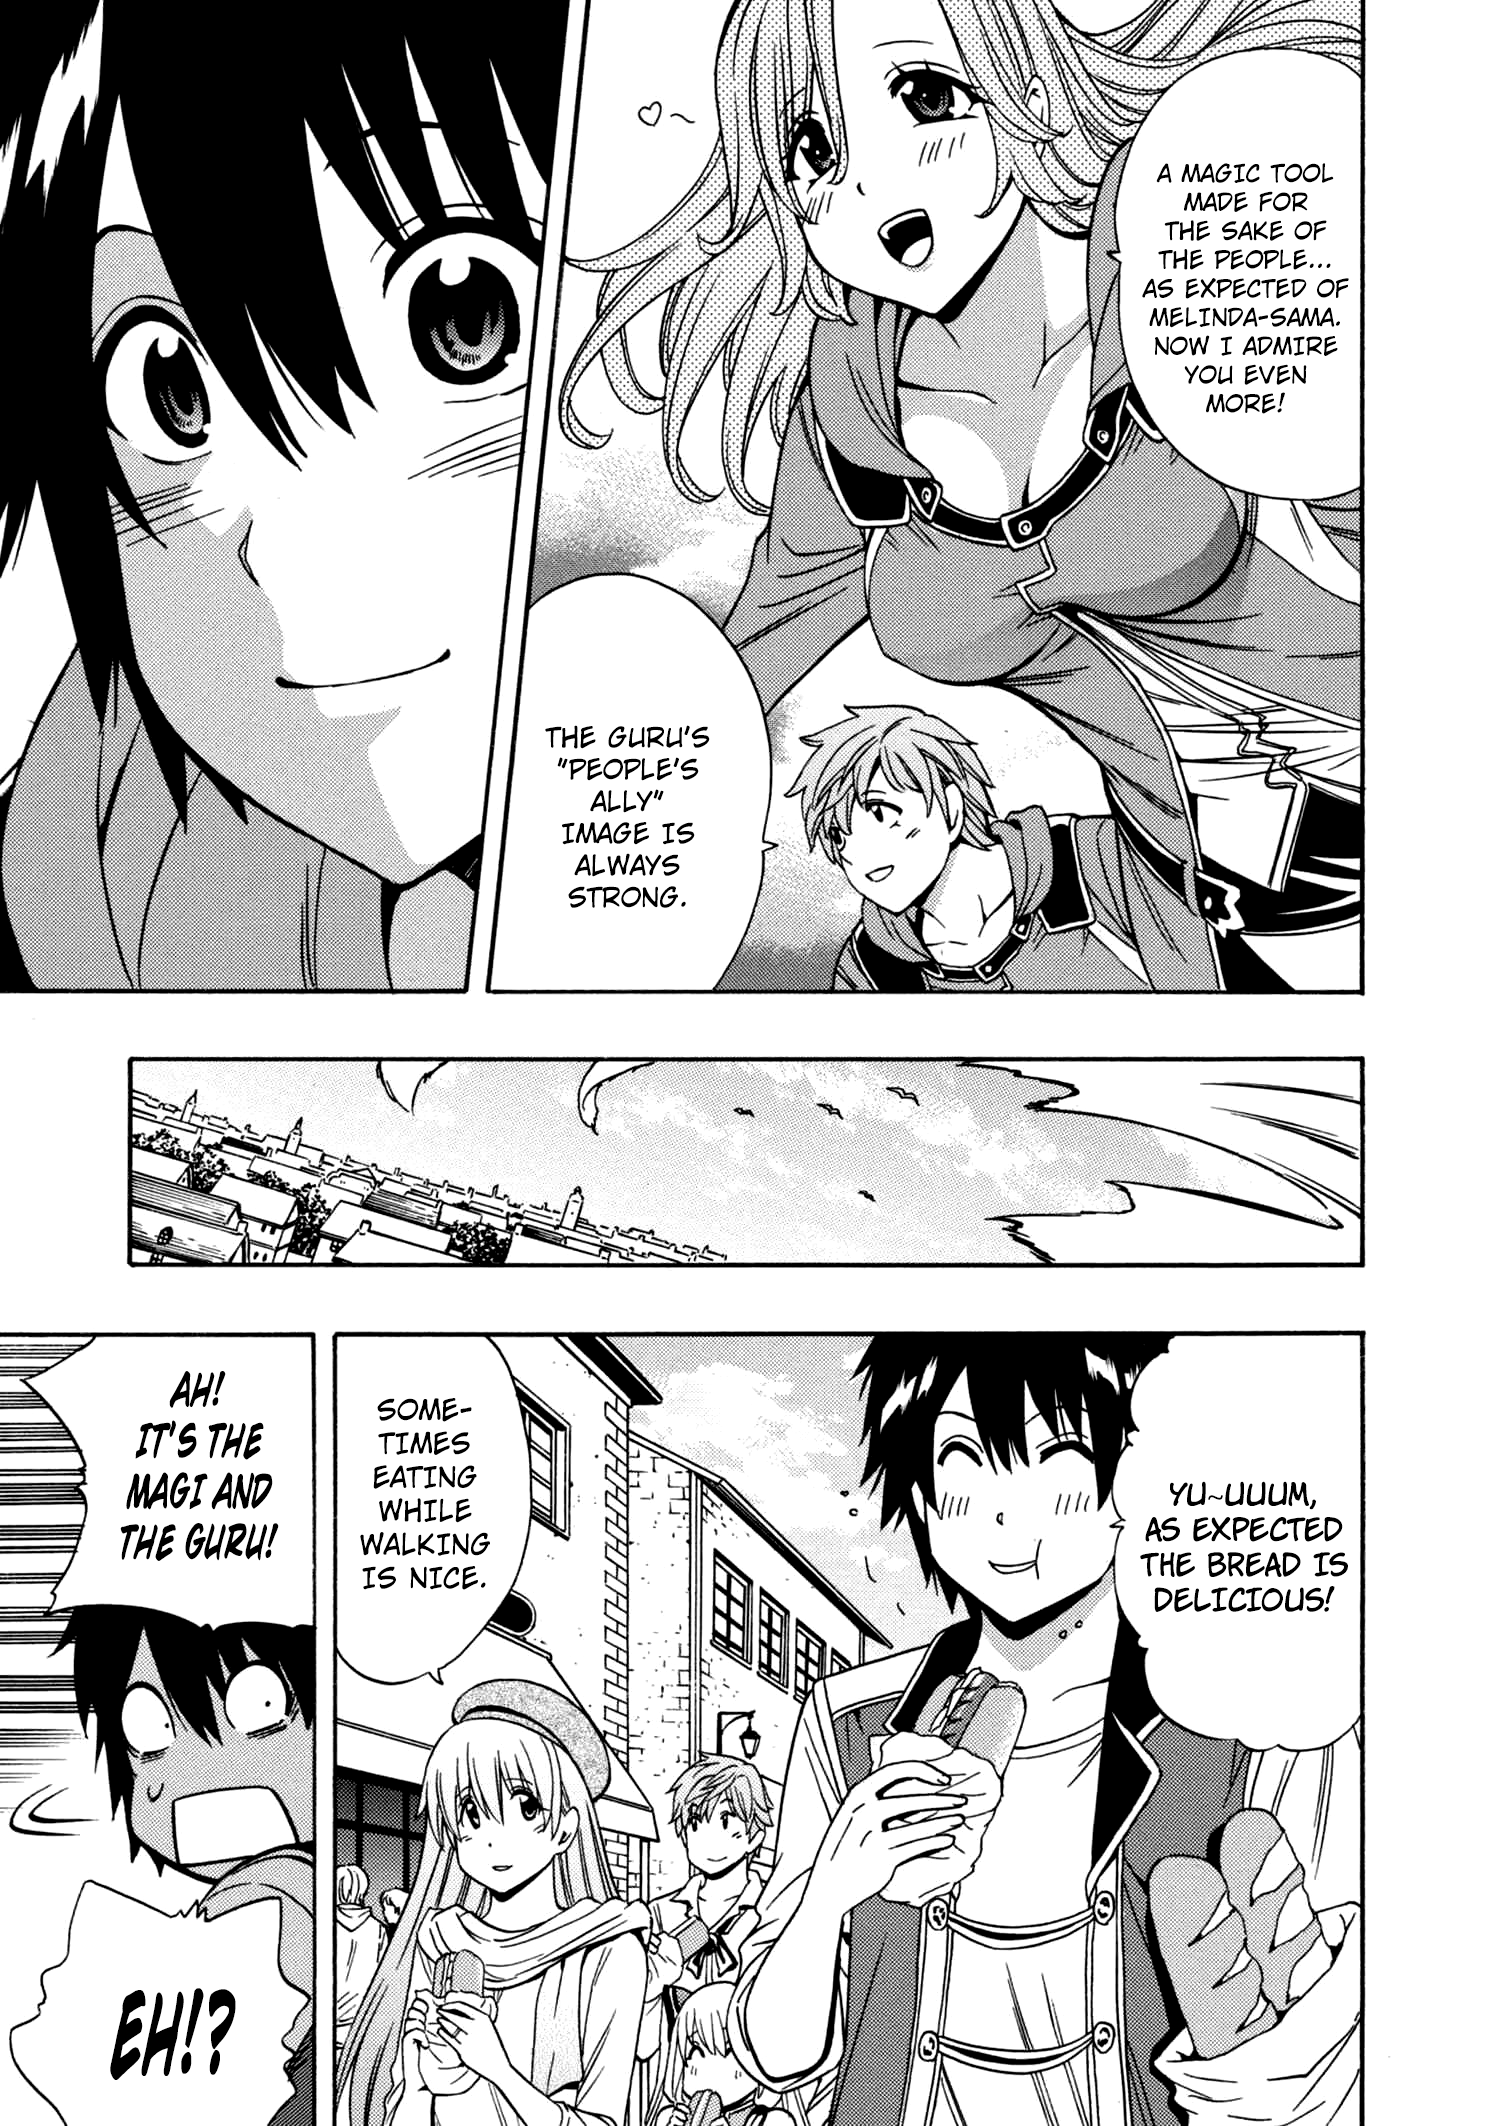 A MAGIC TOOL
MADE FOR
THE SAKE OF
THE PEOPLE...
AS EXPECTED OF
MELINDA-SAMA.
NOW I ADMIRE
YOU EVEN
MORE!
THE GURU'S
"PEOPLE'S
ALLY"
IMAGE IS
ALWAYS
STRONG.
YU~UUUM,
AS EXPECTED
THE BREAD IS
DELICIOUS!
SOME-
TIMES
EATING
WHILE
WALKING
IS NICE.
AH!
IT'S THE
MAGI AND
THE GURU!
EH!?